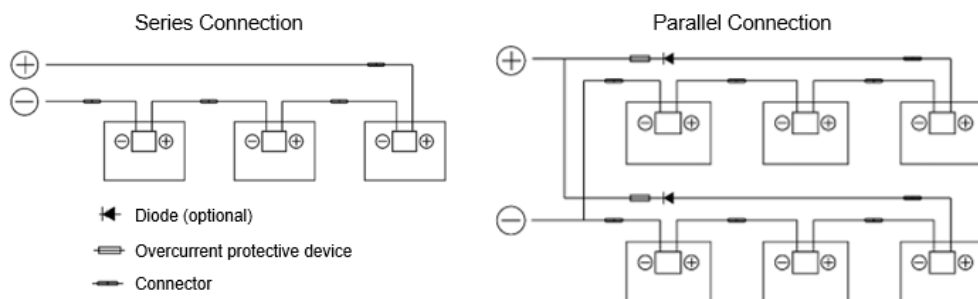 Series Connection
Parallel Connection
Diode (optional)
Overcurrent protective device
Connector